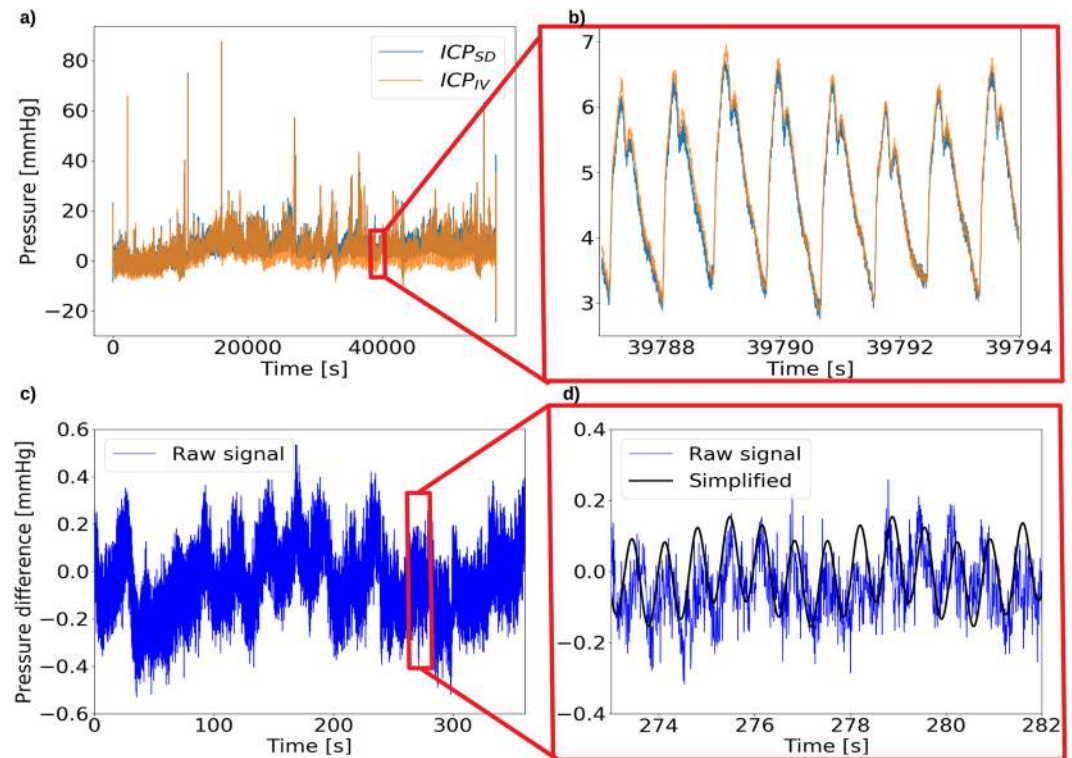 a)
80
60
40
20
0
−20
Pressure [mmHg]
ICP_SD
ICP_IV
0 20000 40000
Time [s]
b)
7
6
5
4
3
39788 39790 39792 39794
Time [s]
c)
0.6
0.4
0.2
0.0
−0.2
−0.4
−0.6
Pressure difference [mmHg]
Raw signal
0 100 200 300
Time [s]
d)
0.4
0.2
0.0
−0.2
−0.4
Raw signal
Simplified
274 276 278 280 282
Time [s]